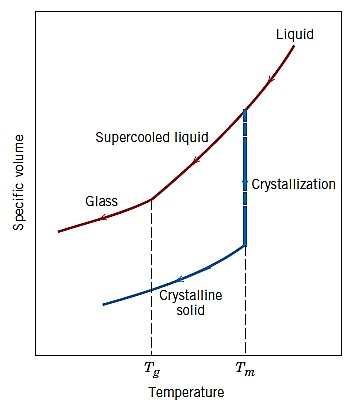 Liquid
Supercooled liquid
Crystallization
Glass
Crystalline
solid
Specific volume
Tg
Tm
Temperature